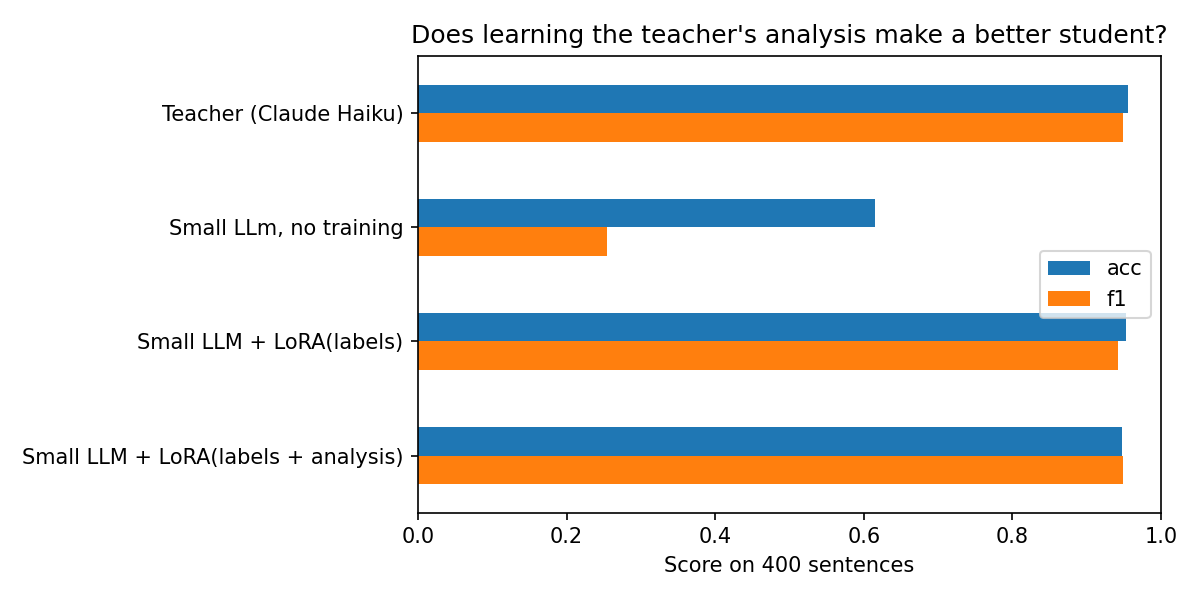 Does learning the teacher's analysis make a better student?
Teacher (Claude Haiku)
Small LLm, no training
acc
f1
Small LLM + LoRA(labels)
Small LLM + LoRA(labels + analysis)
0.0 0.2 0.4 0.6 0.8 1.0
Score on 400 sentences